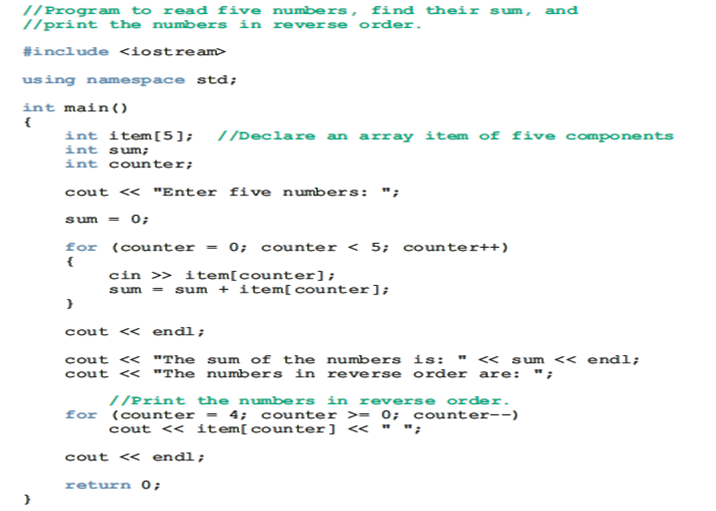 //Program to read five numbers, find their sum, and
//print the numbers in reverse order.
#include <iostream>
using namespace std;
int main()
{
int item[5]; //Declare an array item of five components
int sum;
int counter;
cout << "Enter five numbers: ";
sum = 0;
for (counter = 0; counter < 5; counter++)
{
cin >> item[counter];
sum = sum + item[counter];
}
cout << endl;
cout << "The sum of the numbers is: " << sum << endl;
cout << "The numbers in reverse order are: ";
//Print the numbers in reverse order.
for (counter = 4; counter >= 0; counter--)
cout << item[counter] << " ";
cout << endl;
return 0;
}